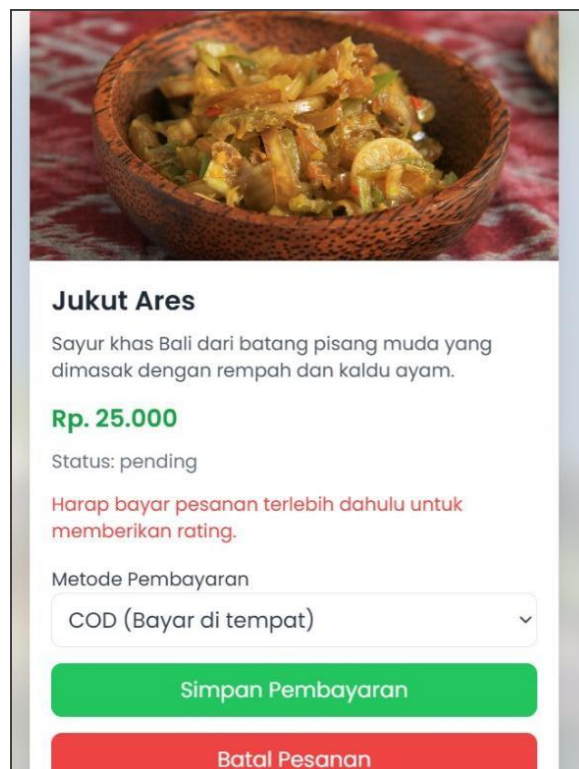 Jukut Ares
Sayur khas Bali dari batang pisang muda yang
dimasak dengan rempah dan kaldu ayam.
Rp. 25.000
Status: pending
Harap bayar pesanan terlebih dahulu untuk
memberikan rating.
Metode Pembayaran
COD (Bayar di tempat)
Simpan Pembayaran
Batal Pesanan